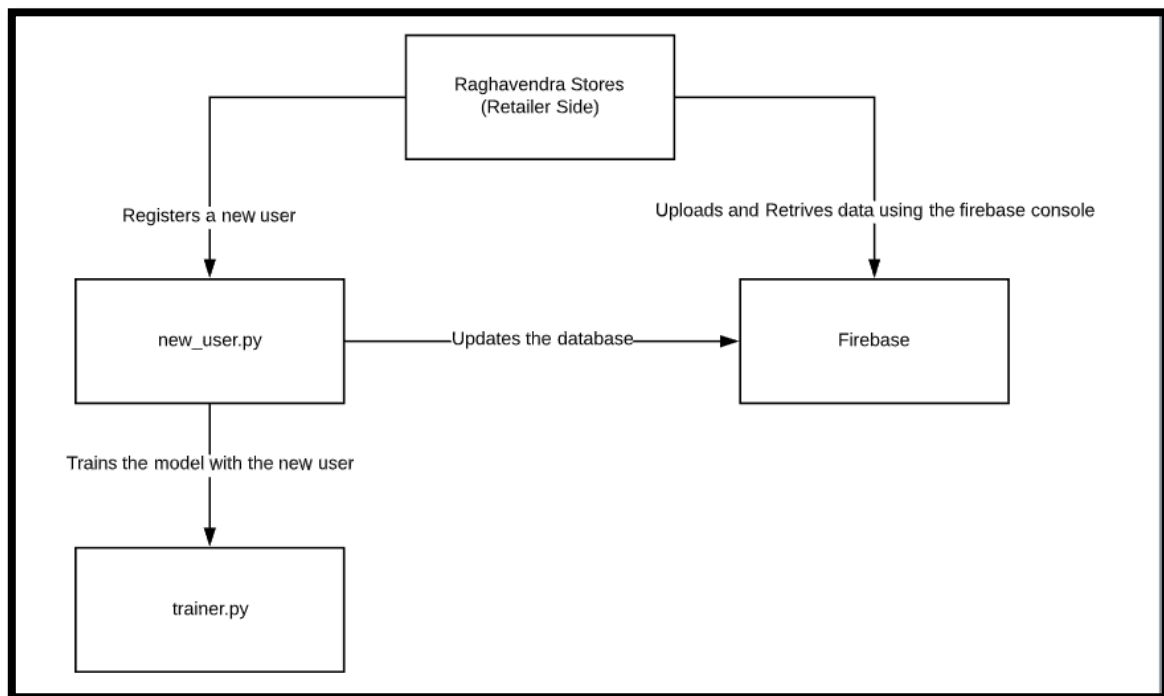 Raghavendra Stores
(Retailer Side)
Registers a new user
Uploads and Retrives data using the firebase console
new_user.py
Updates the database
Firebase
Trains the model with the new user
trainer.py